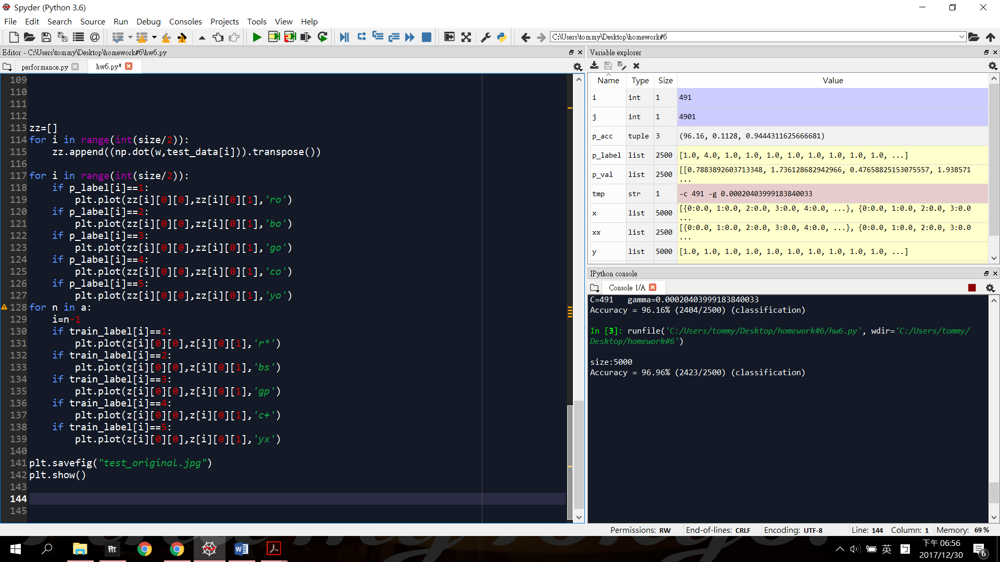 Spyder (Python 3.6)
File Edit Search Source Run Debug Consoles Projects Tools View Help
C:\Users\tommy\Desktop\homework#6
Editor - C:\Users\tommy\Desktop\homework#6\hw6.py
performance.py
hw6.py*
109
110
111
112
113 zz=[]
114 for i in range(int(size/2)):
115     zz.append((np.dot(w,test_data[i])).transpose())
116
117 for i in range(int(size/2)):
118     if p_label[i]==1:
119         plt.plot(zz[i][0][0],zz[i][0][1],'ro')
120     if p_label[i]==2:
121         plt.plot(zz[i][0][0],zz[i][0][1],'bo')
122     if p_label[i]==3:
123         plt.plot(zz[i][0][0],zz[i][0][1],'go')
124     if p_label[i]==4:
125         plt.plot(zz[i][0][0],zz[i][0][1],'co')
126     if p_label[i]==5:
127         plt.plot(zz[i][0][0],zz[i][0][1],'yo')
128 for n in a:
129     i=n-1
130     if train_label[i]==1:
131         plt.plot(z[i][0][0],z[i][0][1],'r*')
132     if train_label[i]==2:
133         plt.plot(z[i][0][0],z[i][0][1],'bs')
134     if train_label[i]==3:
135         plt.plot(z[i][0][0],z[i][0][1],'gp')
136     if train_label[i]==4:
137         plt.plot(z[i][0][0],z[i][0][1],'c+')
138     if train_label[i]==5:
139         plt.plot(z[i][0][0],z[i][0][1],'yx')
140
141 plt.savefig("test_original.jpg")
142 plt.show()
143
144
145
Variable explorer
Name Type Size Value
i int 1 491
j int 1 4901
p_acc tuple 3 (96.16, 0.1128, 0.9444311625666681)
p_label list 2500 [1.0, 4.0, 1.0, 1.0, 1.0, 1.0, 1.0, 1.0, 1.0, 1.0, ...]
p_val list 2500 [[0.7883892603713348, 1.736128682942966, 0.47658825153075557, 1.938571
...
tmp str 1 -c 491 -g 0.00020403999183840033
x list 5000 [{0:0.0, 1:0.0, 2:0.0, 3:0.0, 4:0.0, ...}, {0:0.0, 1:0.0, 2:0.0, 3:0.0
...
xx list 2500 [{0:0.0, 1:0.0, 2:0.0, 3:0.0, 4:0.0, ...}, {0:0.0, 1:0.0, 2:0.0, 3:0.0
...
y list 5000 [1.0, 1.0, 1.0, 1.0, 1.0, 1.0, 1.0, 1.0, 1.0, 1.0, ...]
IPython console
Console 1/A
C=491   gamma=0.00020403999183840033
Accuracy = 96.16% (2404/2500) (classification)
In [3]: runfile('C:/Users/tommy/Desktop/homework#6/hw6.py', wdir='C:/Users/tommy/
Desktop/homework#6')
size:5000
Accuracy = 96.96% (2423/2500) (classification)
Permissions: RW End-of-lines: CRLF Encoding: UTF-8 Line: 144 Column: 1 Memory: 69 %
英
下午 06:56
2017/12/30
6